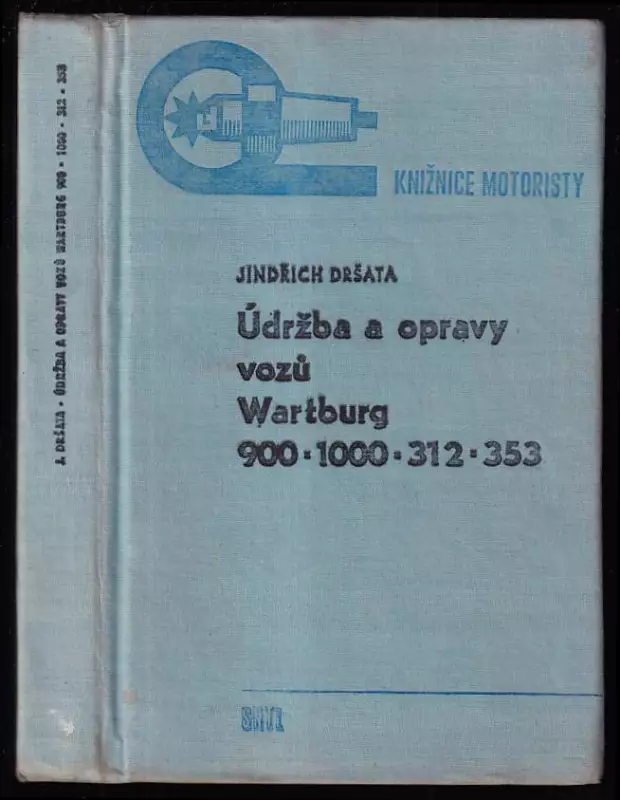 J. DRŠATA • ÚDRŽBA A OPRAVY VOZŮ WARTBURG 900 • 1000 • 312 • 353
KNIŽNICE MOTORISTY
JINDŘICH DRŠATA
Údržba a opravy
vozů
Wartburg
900 ▪ 1000 ▪ 312 ▪ 353
SNTL